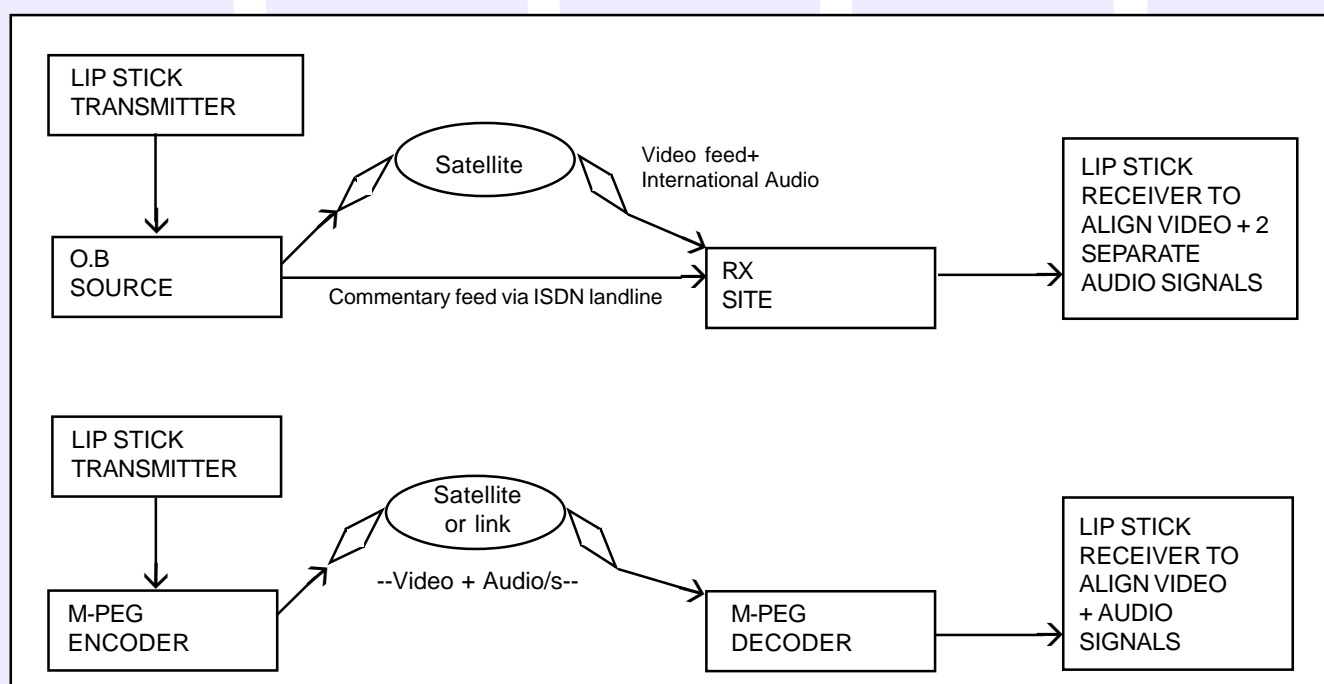 LIP STICK
TRANSMITTER
Satellite
Video feed+
International Audio
LIP STICK
RECEIVER TO
ALIGN VIDEO + 2
SEPARATE
AUDIO SIGNALS
O.B
SOURCE
Commentary feed via ISDN landline
RX
SITE
LIP STICK
TRANSMITTER
Satellite
or link
--Video + Audio/s--
M-PEG
ENCODER
M-PEG
DECODER
LIP STICK
RECEIVER TO
ALIGN VIDEO
+ AUDIO
SIGNALS